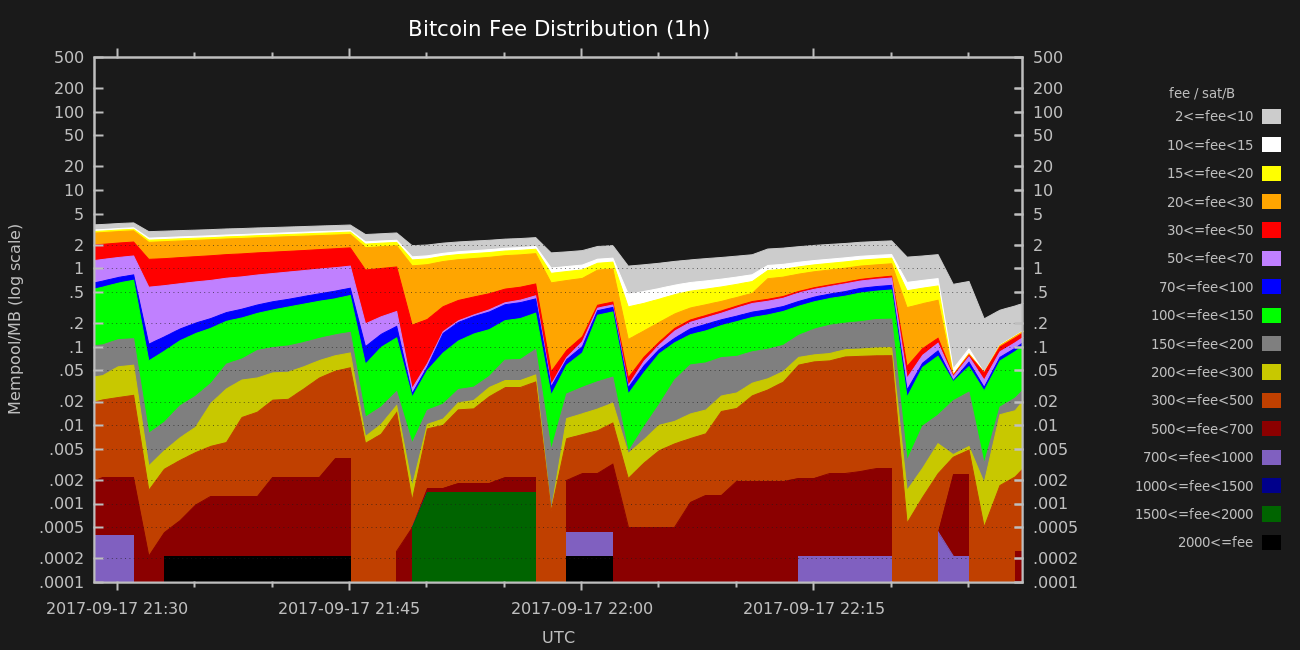 Bitcoin Fee Distribution (1h)
500 500
200 200
100 100
50 50
20 20
10 10
5 5
2 2
1 1
.5 .5
.2 .2
.1 .1
.05 .05
.02 .02
.01 .01
.005 .005
.002 .002
.001 .001
.0005 .0005
.0002 .0002
.0001 .0001
Mempool/MB (log scale)
2017-09-17 21:30 2017-09-17 21:45 2017-09-17 22:00 2017-09-17 22:15
UTC
fee / sat/B
2<=fee<10
10<=fee<15
15<=fee<20
20<=fee<30
30<=fee<50
50<=fee<70
70<=fee<100
100<=fee<150
150<=fee<200
200<=fee<300
300<=fee<500
500<=fee<700
700<=fee<1000
1000<=fee<1500
1500<=fee<2000
2000<=fee